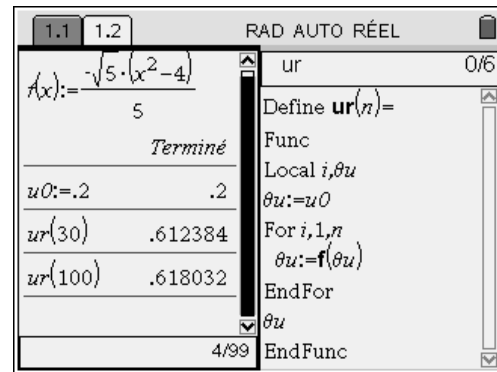 1.1 1.2 RAD AUTO RÉEL
f(x):=-√5·(x²-4)/5
Terminé
u0:=.2 .2
ur(30) .612384
ur(100) .618032
4/99
ur 0/6
Define ur(n)=
Func
Local i,θu
θu:=u0
For i,1,n
θu:=f(θu)
EndFor
θu
EndFunc